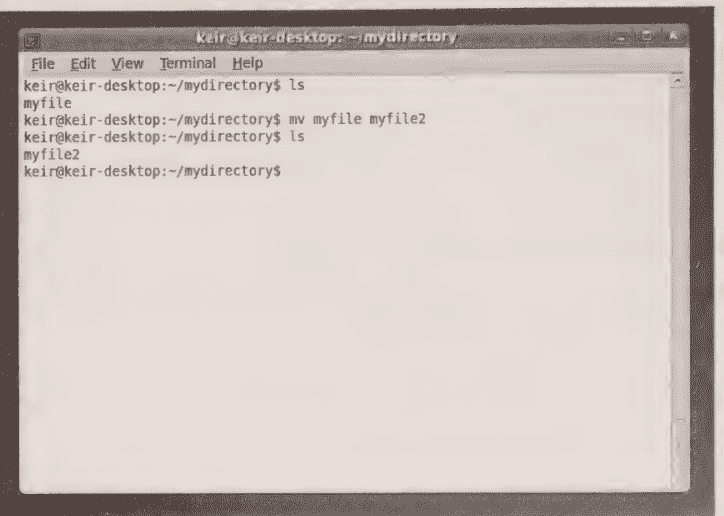 keir@keir-desktop: ~/mydirectory
File Edit View Terminal Help
keir@keir-desktop:~/mydirectory$ ls
myfile
keir@keir-desktop:~/mydirectory$ mv myfile myfile2
keir@keir-desktop:~/mydirectory$ ls
myfile2
keir@keir-desktop:~/mydirectory$